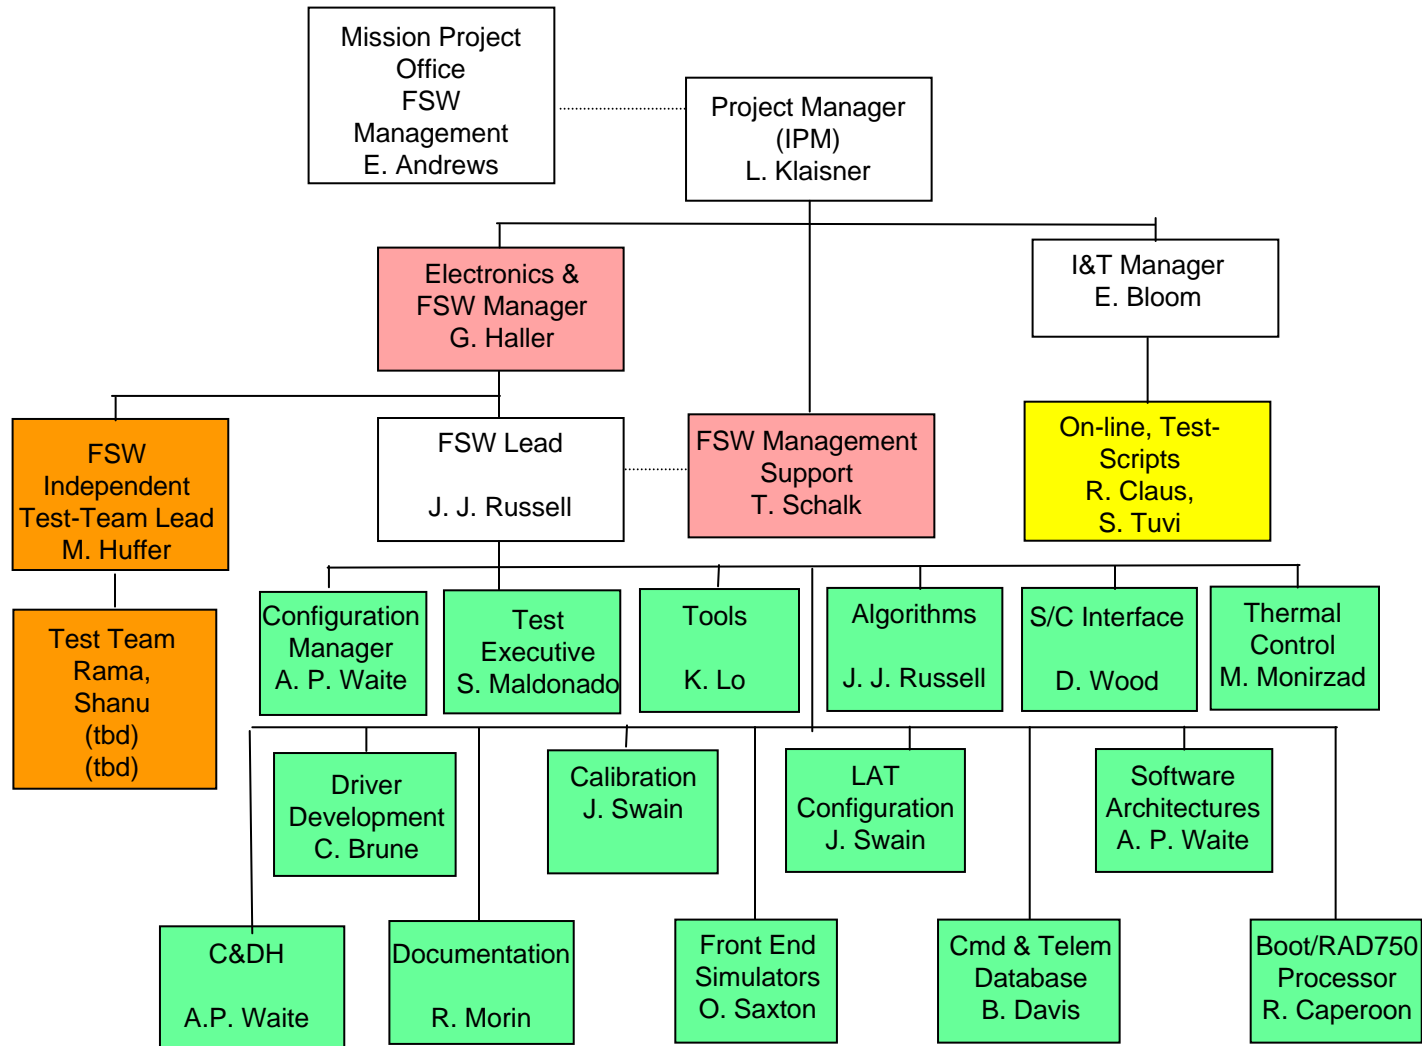 Mission Project
Office
FSW
Management
E. Andrews
Project Manager
(IPM)
L. Klaisner
Electronics &
FSW Manager
G. Haller
I&T Manager
E. Bloom
FSW
Independent
Test-Team Lead
M. Huffer
FSW Lead
J. J. Russell
FSW Management
Support
T. Schalk
On-line, Test-
Scripts
R. Claus,
S. Tuvi
Test Team
Rama,
Shanu
(tbd)
(tbd)
Configuration
Manager
A. P. Waite
Test
Executive
S. Maldonado
Tools
K. Lo
Algorithms
J. J. Russell
S/C Interface
D. Wood
Thermal
Control
M. Monirzad
Driver
Development
C. Brune
Calibration
J. Swain
LAT
Configuration
J. Swain
Software
Architectures
A. P. Waite
C&DH
A.P. Waite
Documentation
R. Morin
Front End
Simulators
O. Saxton
Cmd & Telem
Database
B. Davis
Boot/RAD750
Processor
R. Caperoon